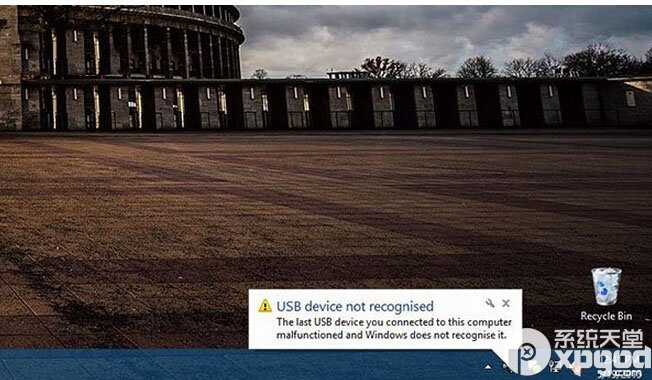 USB device not recognised
The last USB device you connected to this computer
malfunctioned and Windows does not recognise it.
Recycle Bin
系统天堂
xpgod